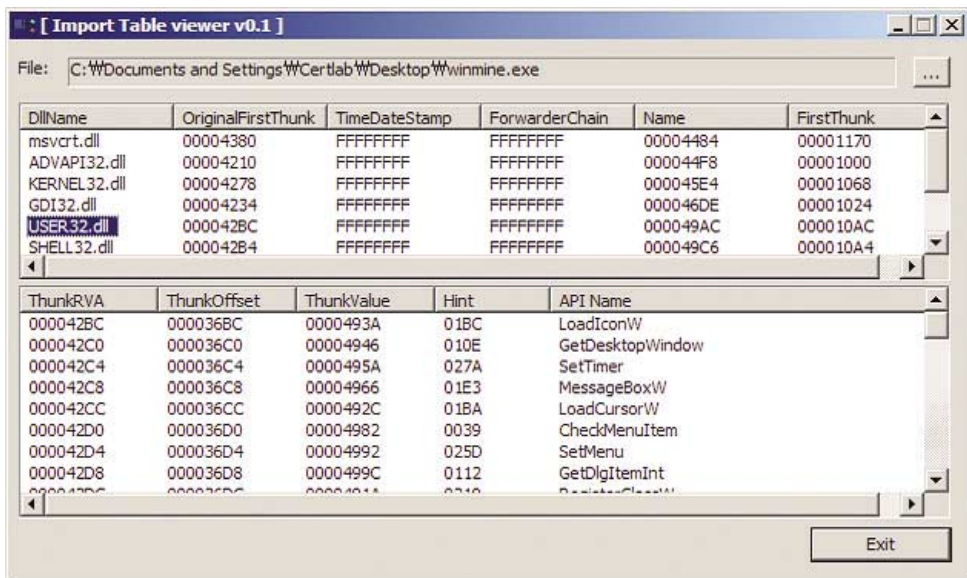 [ Import Table viewer v0.1 ]
File: C:₩Documents and Settings₩Certlab₩Desktop₩winmine.exe ...
DllName OriginalFirstThunk TimeDateStamp ForwarderChain Name FirstThunk
msvcrt.dll 00004380 FFFFFFFF FFFFFFFF 00004484 00001170
ADVAPI32.dll 00004210 FFFFFFFF FFFFFFFF 000044F8 00001000
KERNEL32.dll 00004278 FFFFFFFF FFFFFFFF 000045E4 00001068
GDI32.dll 00004234 FFFFFFFF FFFFFFFF 000046DE 00001024
USER32.dll 000042BC FFFFFFFF FFFFFFFF 000049AC 000010AC
SHELL32.dll 000042B4 FFFFFFFF FFFFFFFF 000049C6 000010A4
ThunkRVA ThunkOffset ThunkValue Hint API Name
000042BC 000036BC 0000493A 01BC LoadIconW
000042C0 000036C0 00004946 010E GetDesktopWindow
000042C4 000036C4 0000495A 027A SetTimer
000042C8 000036C8 00004966 01E3 MessageBoxW
000042CC 000036CC 0000492C 01BA LoadCursorW
000042D0 000036D0 00004982 0039 CheckMenuItem
000042D4 000036D4 00004992 025D SetMenu
000042D8 000036D8 0000499C 0112 GetDlgItemInt
Exit